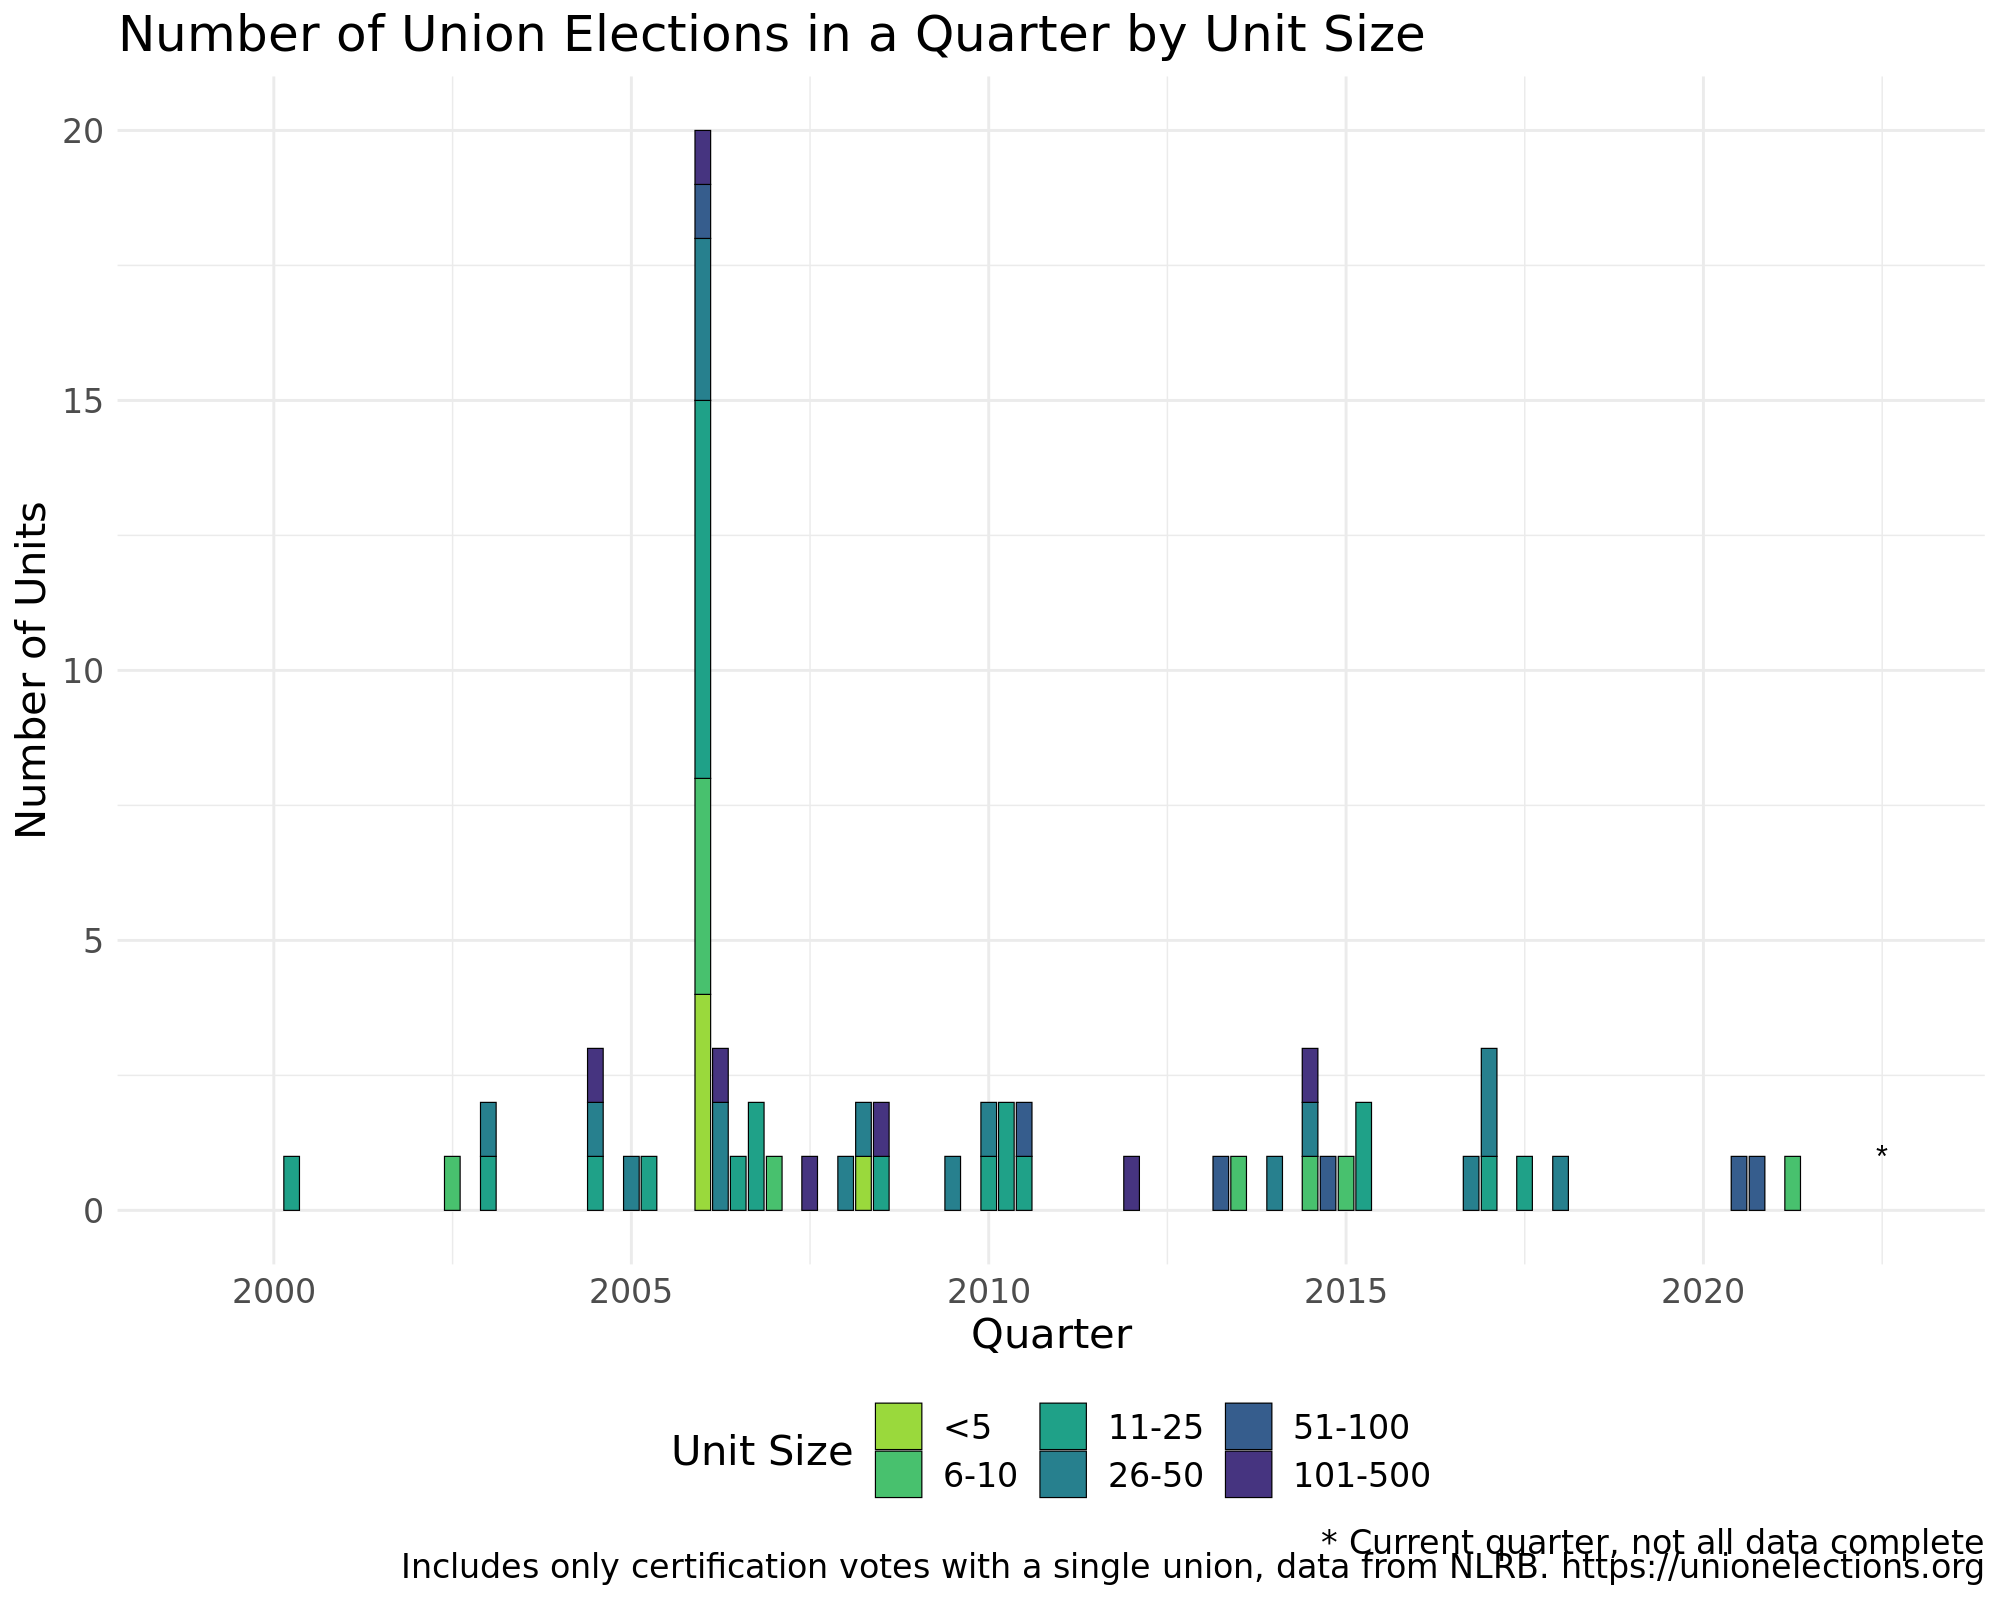 Number of Union Elections in a Quarter by Unit Size
Number of Units
20
15
10
5
0
*
2000 2005 2010 2015 2020
Quarter
Unit Size
<5 11-25 51-100
6-10 26-50 101-500
* Current quarter, not all data complete
Includes only certification votes with a single union, data from NLRB. https://unionelections.org